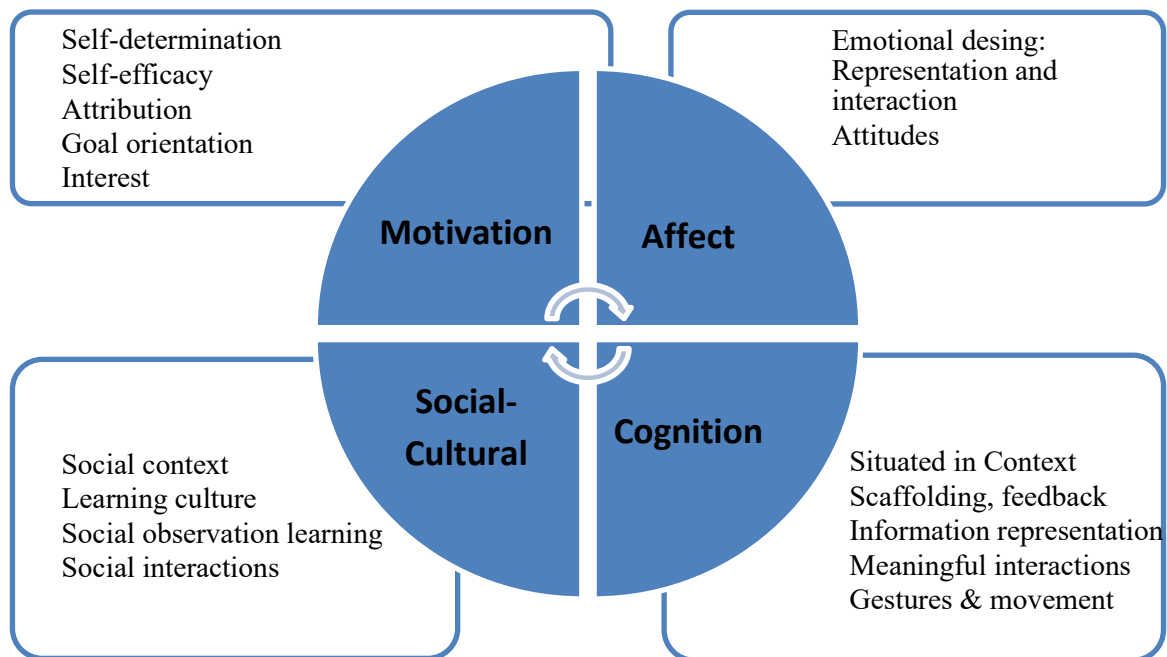 Self-determination
Self-efficacy
Attribution
Goal orientation
Interest
Emotional desing:
Representation and
interaction
Attitudes
Motivation
Affect
Social-
Cultural
Cognition
Social context
Learning culture
Social observation learning
Social interactions
Situated in Context
Scaffolding, feedback
Information representation
Meaningful interactions
Gestures & movement